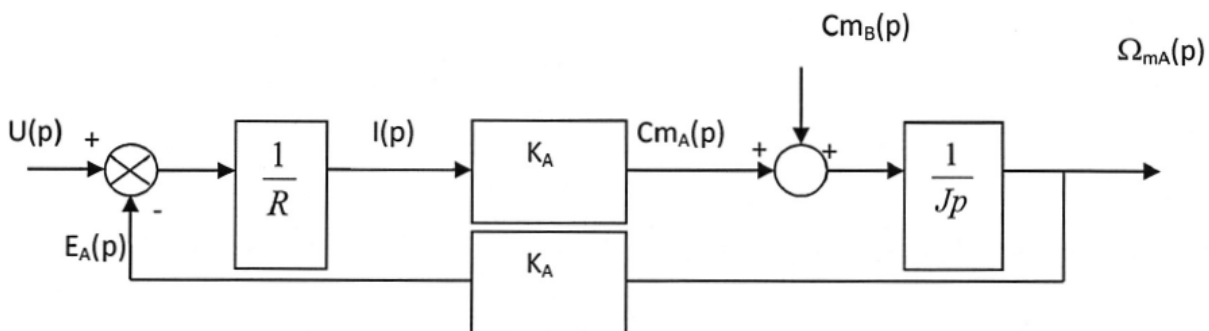 Cm_B(p)
Ω_mA(p)
U(p)
+
1/R
I(p)
K_A
Cm_A(p)
+
+
1/Jp
-
E_A(p)
K_A